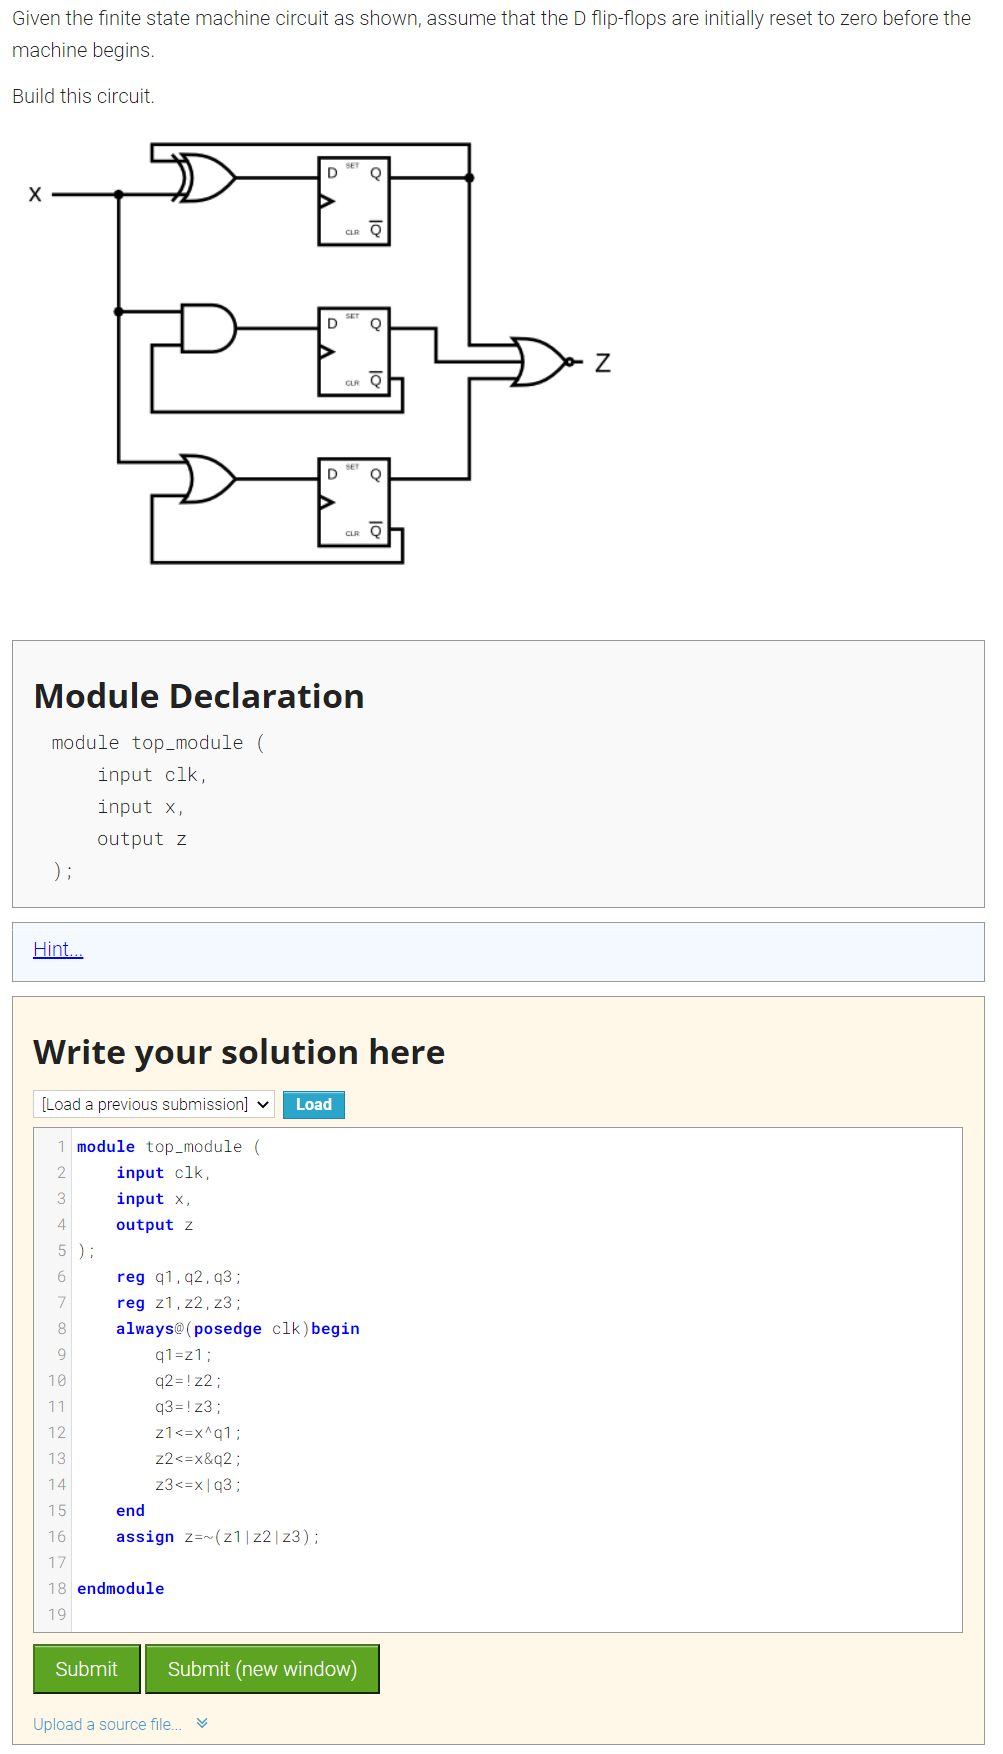 Given the finite state machine circuit as shown, assume that the D flip-flops are initially reset to zero before the
machine begins.
Build this circuit.
X
D SET Q
CLR Q
D SET Q
CLR Q
Z
D SET Q
CLR Q
Module Declaration
module top_module (
    input clk,
    input x,
    output z
);
Hint...
Write your solution here
[Load a previous submission] Load
1 module top_module (
2     input clk,
3     input x,
4     output z
5 );
6     reg q1,q2,q3;
7     reg z1,z2,z3;
8     always@(posedge clk)begin
9         q1=z1;
10         q2=!z2;
11         q3=!z3;
12         z1<=x^q1;
13         z2<=x&q2;
14         z3<=x|q3;
15     end
16     assign z=~(z1|z2|z3);
17
18 endmodule
19
Submit Submit (new window)
Upload a source file...